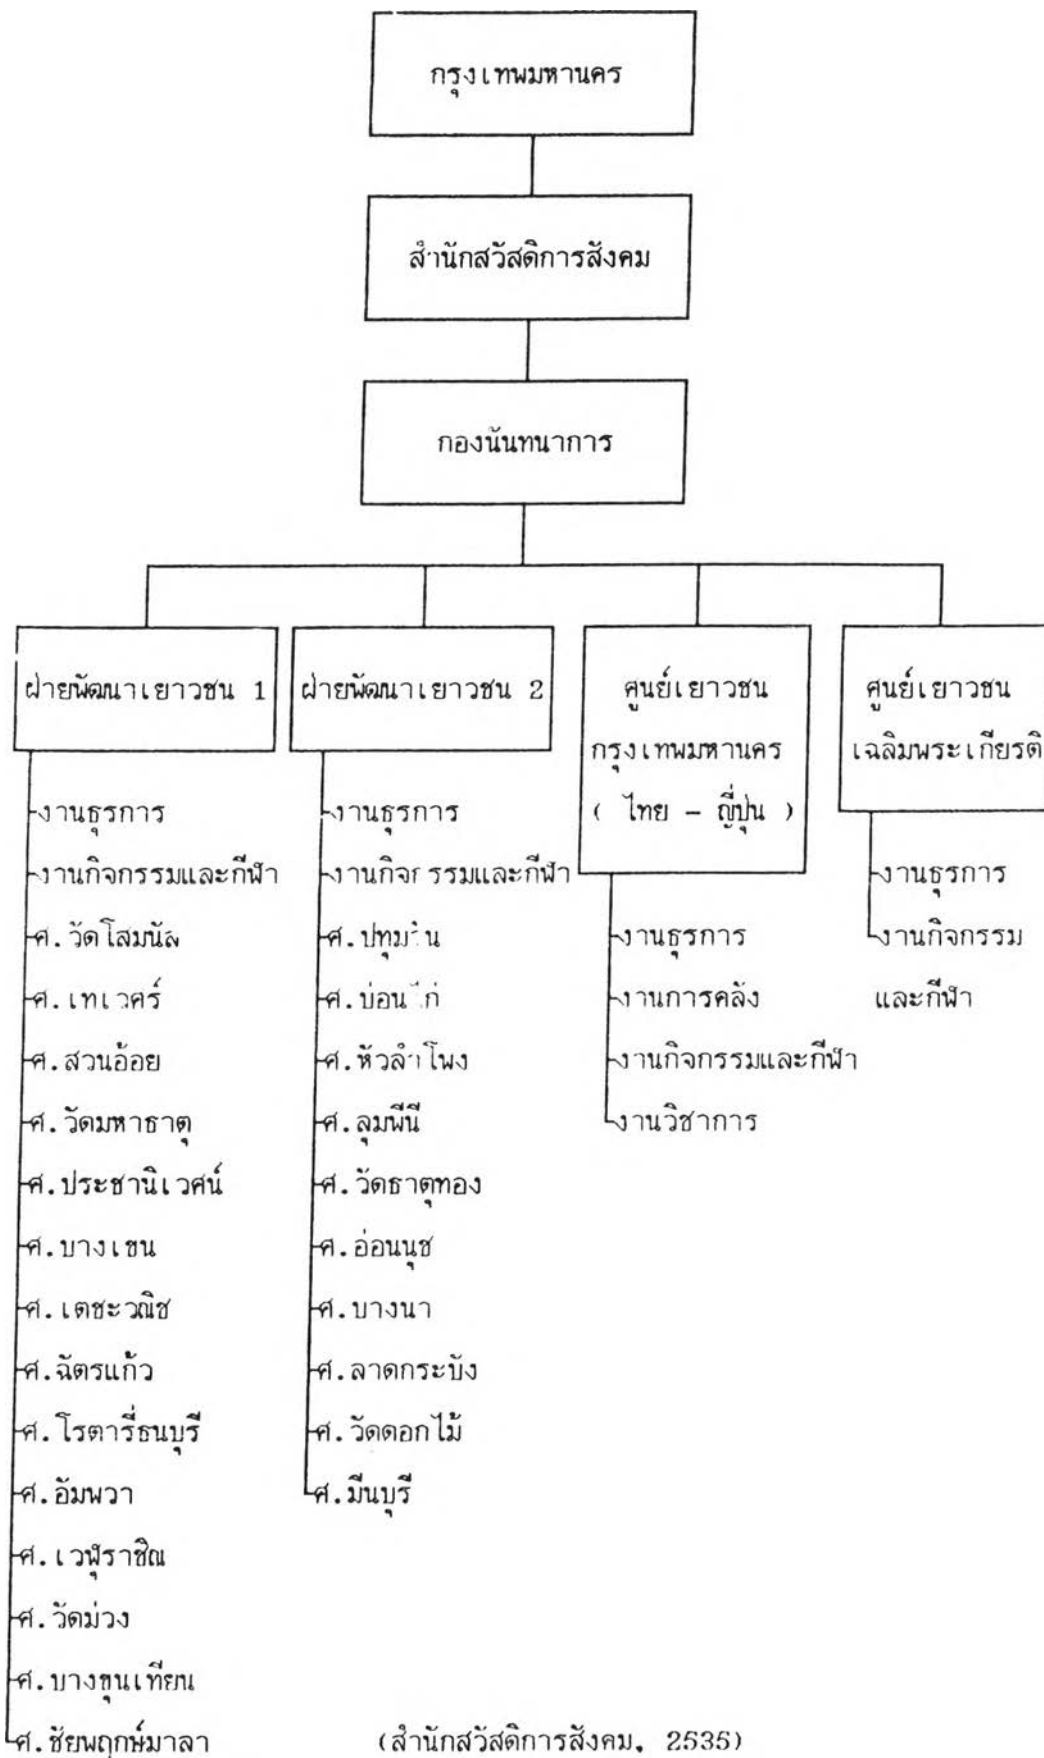 กรุงเทพมหานคร
สำนักสวัสดิการสังคม
กองนันทนาการ
ฝ่ายพัฒนาเยาวชน 1
งานธุรการ
งานกิจกรรมและกีฬา
ศ.วัดโสมนัส
ศ.เทเวศร์
ศ.สวนอ้อย
ศ.วัดมหาธาตุ
ศ.ประชานิเวศน์
ศ.บางเขน
ศ.เตชะวณิช
ศ.ฉัตรแก้ว
ศ.โรตารี่ธนบุรี
ศ.อัมพวา
ศ.เวฬุราชิณ
ศ.วัดม่วง
ศ.บางขุนเทียน
ศ.ชัยพฤกษ์มาลา
ฝ่ายพัฒนาเยาวชน 2
งานธุรการ
งานกิจกรรมและกีฬา
ศ.ปทุมวัน
ศ.บ่อนไก่
ศ.หัวลำโพง
ศ.ลุมพีนี
ศ.วัดธาตุทอง
ศ.อ่อนนุช
ศ.บางนา
ศ.ลาดกระบัง
ศ.วัดดอกไม้
ศ.มีนบุรี
ศูนย์เยาวชน
กรุงเทพมหานคร
( ไทย - ญี่ปุ่น )
งานธุรการ
งานการคลัง
งานกิจกรรมและกีฬา
งานวิชาการ
ศูนย์เยาวชน
เฉลิมพระเกียรติ
งานธุรการ
งานกิจกรรม
และกีฬา
(สำนักสวัสดิการสังคม, 2535)